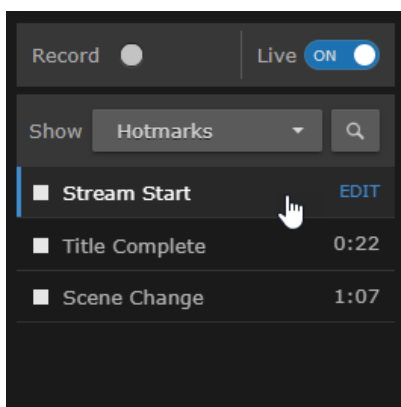 Record Live ON
Show Hotmarks
Stream Start EDIT
Title Complete 0:22
Scene Change 1:07